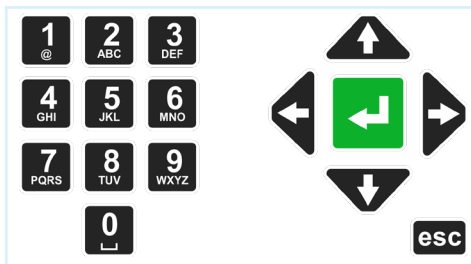 1 2 3
@ ABC DEF
4 5 6
GHI JKL MNO
7 8 9
PQRS TUV WXYZ
0
esc